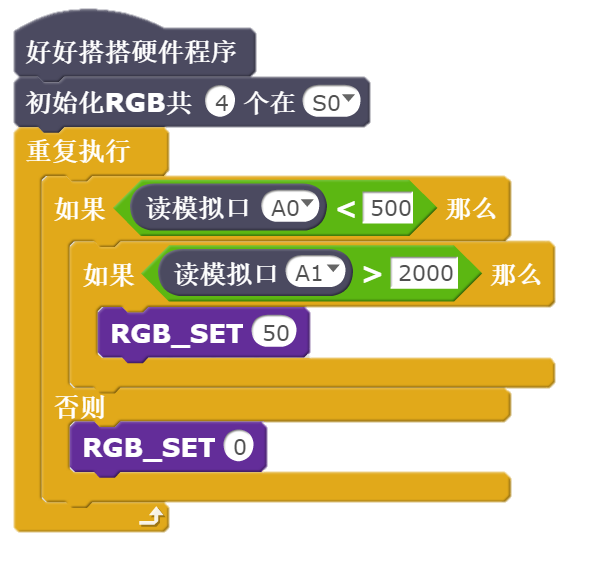 好好搭搭硬件程序
初始化RGB共 4 个在 S0
重复执行
如果 读模拟口 A0 < 500 那么
如果 读模拟口 A1 > 2000 那么
RGB_SET 50
否则
RGB_SET 0